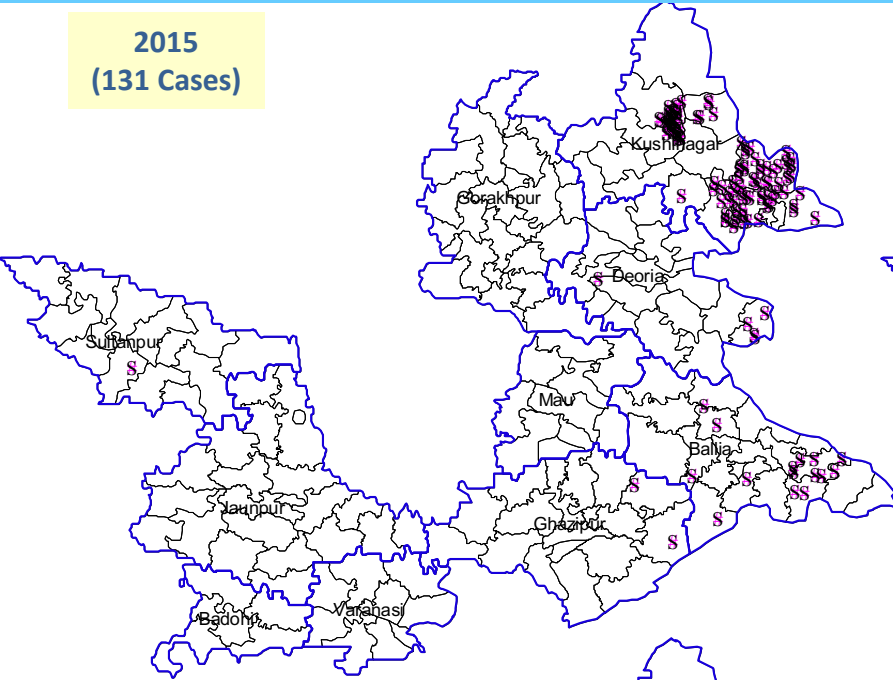 2015
(131 Cases)
Kushinagar
Gorakhpur
Deoria
Sultanpur
Mau
Ballia
Jaunpur
Ghazipur
Badohi
Varanasi